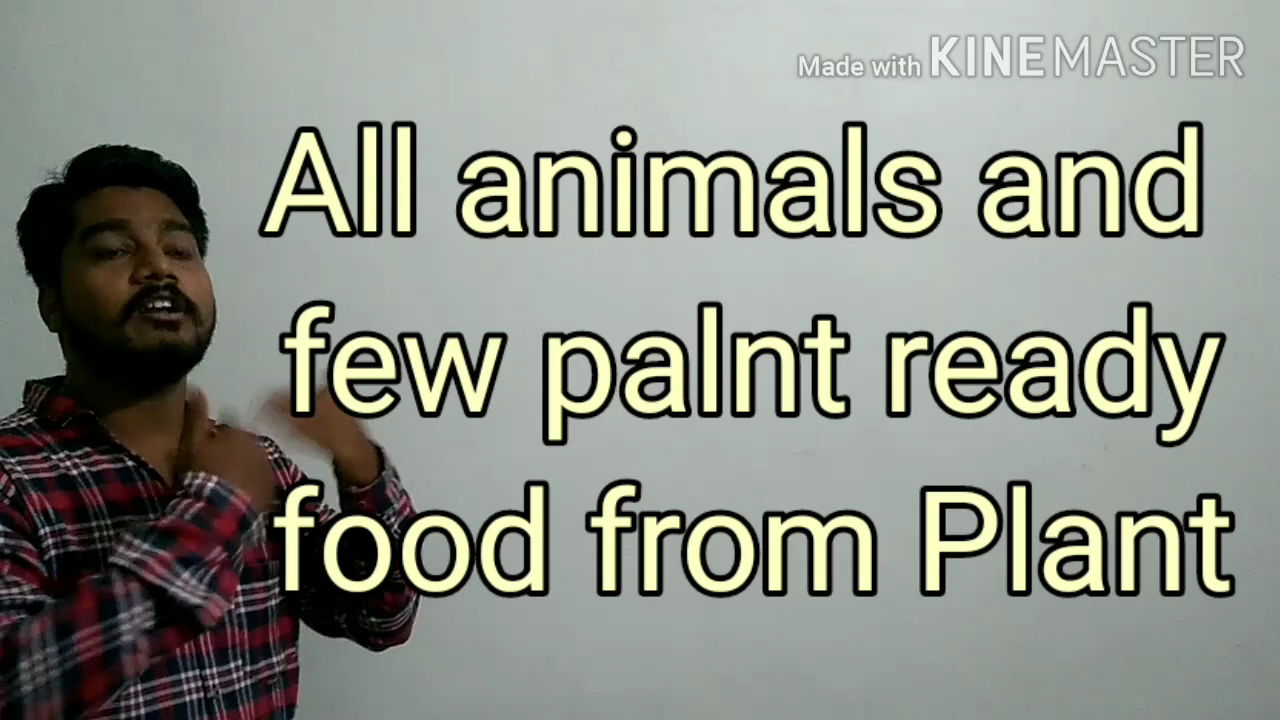 Made with KINEMASTER
All animals and
few palnt ready
food from Plant